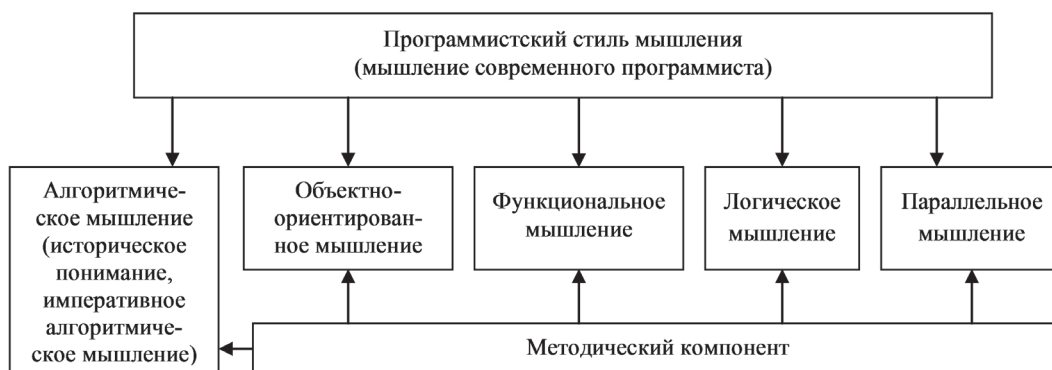 Программистский стиль мышления
(мышление современного программиста)
Алгоритмиче-
ское мышление
(историческое
понимание,
императивное
алгоритмиче-
ское мышление)
Объектно-
ориентирован-
ное мышление
Функциональное
мышление
Логическое
мышление
Параллельное
мышление
Методический компонент